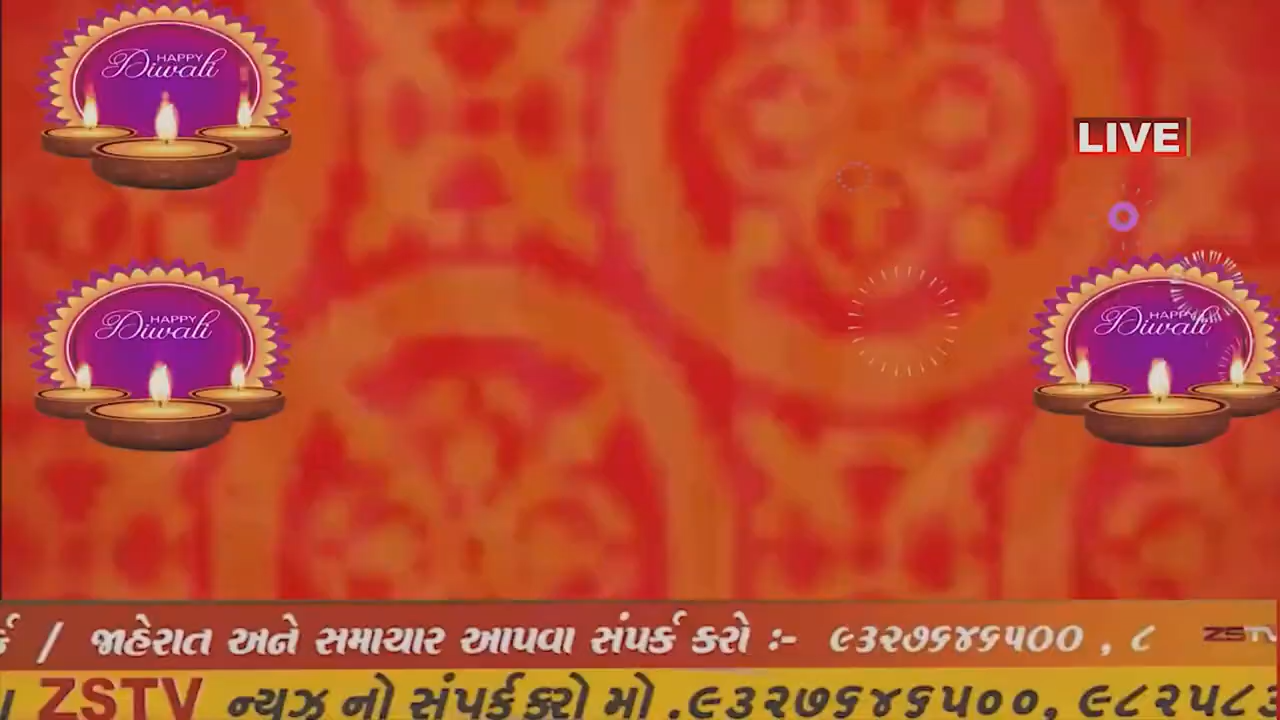 HAPPY
Diwali
LIVE
HAPPY
Diwali
HAPPY
Diwali
/ જાહેરાત અને સમાચાર આપવા સંપર્ક કરો :- ૯૩૨૭૬૪૬૫૦૦ , ૮
ZSTV
ZSTV ન્યુઝ નો સંપર્ક કરો મો .૯૩૨૭૬૪૬૫૦૦, ૯૮૨૫૮૩